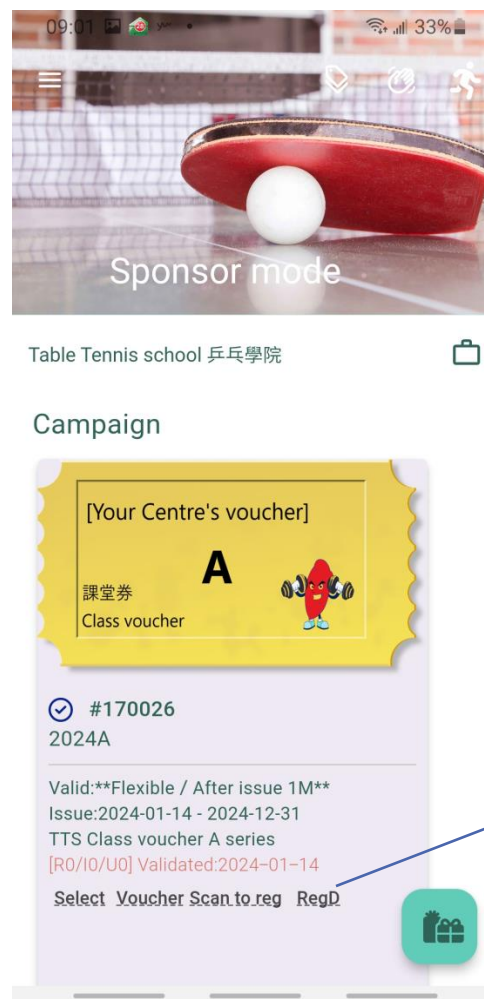 09:01
33%
Sponsor mode
Table Tennis school 乒乓學院
Campaign
[Your Centre's voucher]
A
課堂券
Class voucher
#170026
2024A
Valid:**Flexible / After issue 1M**
Issue:2024-01-14 - 2024-12-31
TTS Class voucher A series
[R0/I0/U0] Validated:2024-01-14
Select Voucher Scan to reg RegD